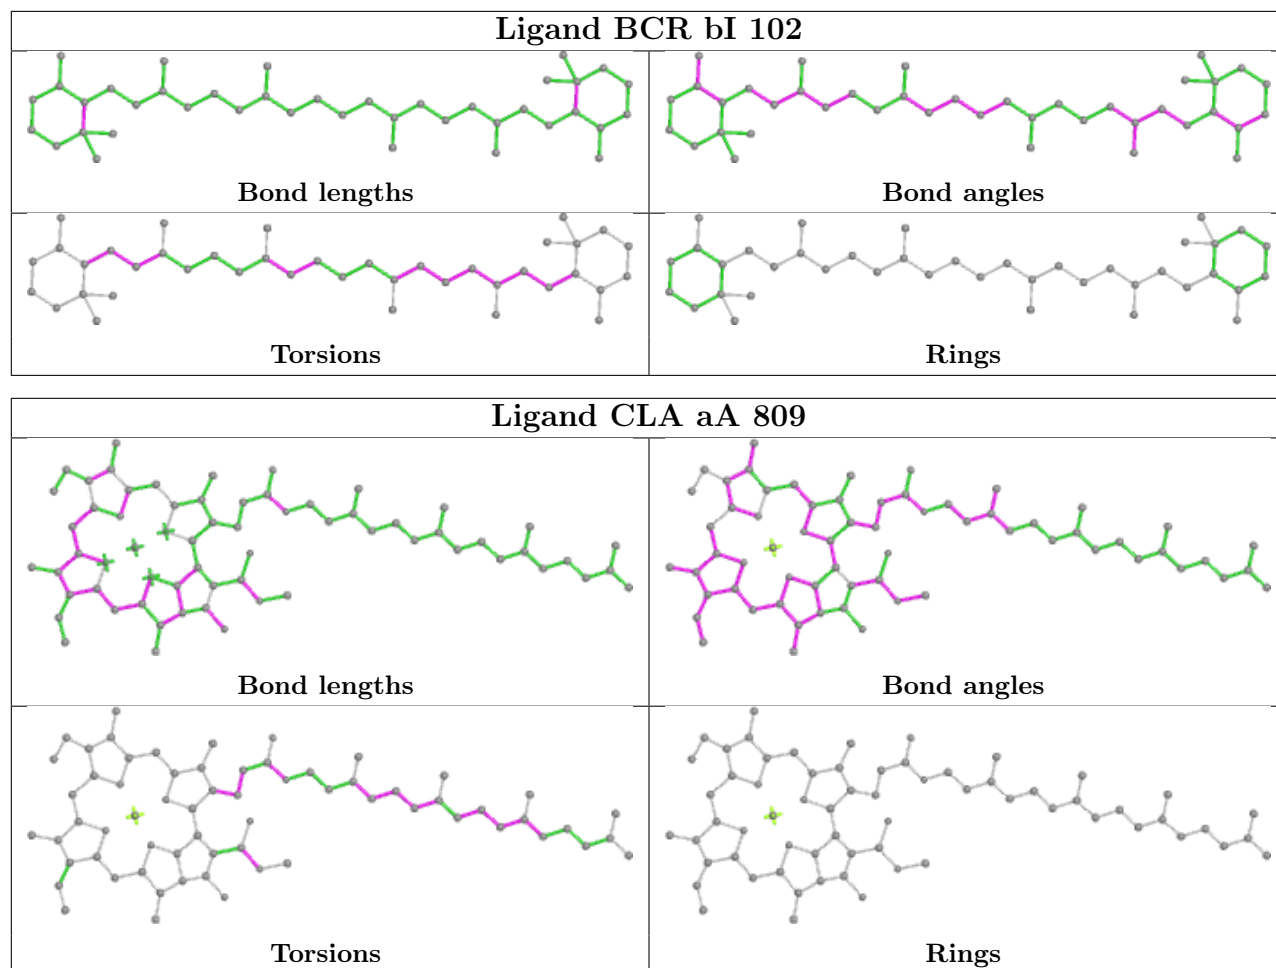 Ligand BCR bI 102
Bond lengths
Bond angles
Torsions
Rings
Ligand CLA aA 809
Bond lengths
Bond angles
Torsions
Rings